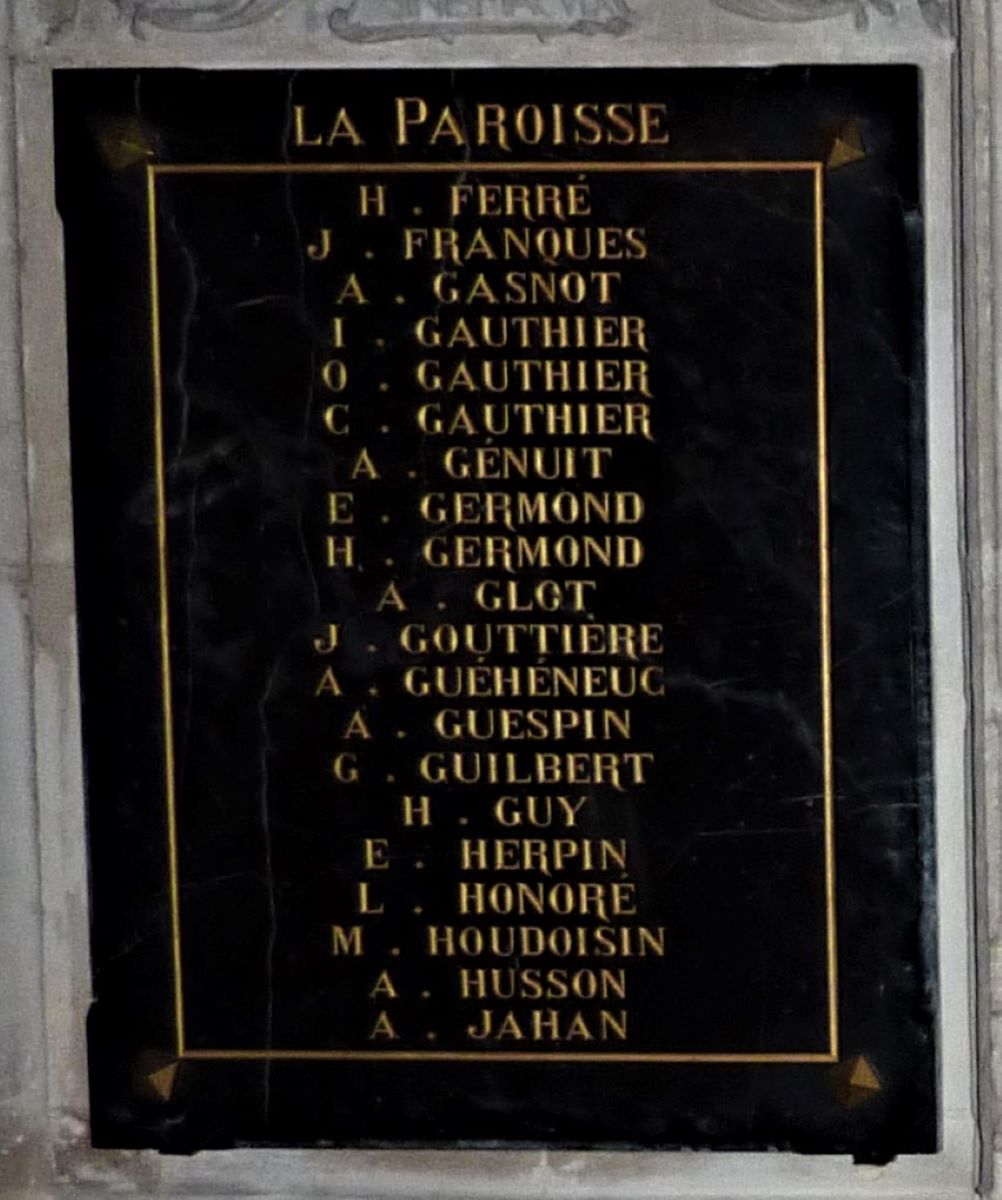 LA PAROISSE
H . FERRÉ
J . FRANQUES
A . GASNOT
I . GAUTHIER
O . GAUTHIER
C . GAUTHIER
A . GÉNUIT
E . GERMOND
H . GERMOND
A . GLOT
J . GOUTTIÈRE
A . GUÉHÉNEUC
A . GUESPIN
G . GUILBERT
H . GUY
E . HERPIN
L . HONORÉ
M . HOUDOISIN
A . HUSSON
A . JAHAN